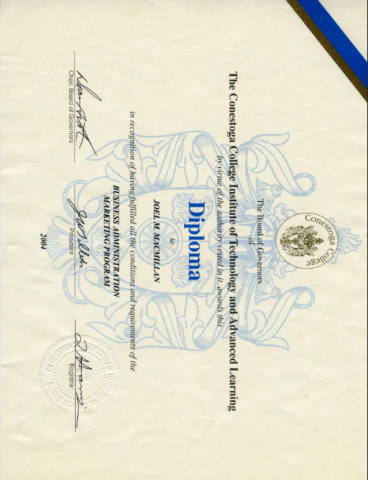 Conestoga College
The Board of Governors
of
The Conestoga College Institute of Technology and Advanced Learning
by virtue of the authority vested in it, awards this
Diploma
to
JOEL M. MACMILLAN
in recognition of having fulfilled all the conditions and requirements of the
BUSINESS ADMINISTRATION
MARKETING PROGRAM
Chair, Board of Governors
President
Registrar
2004